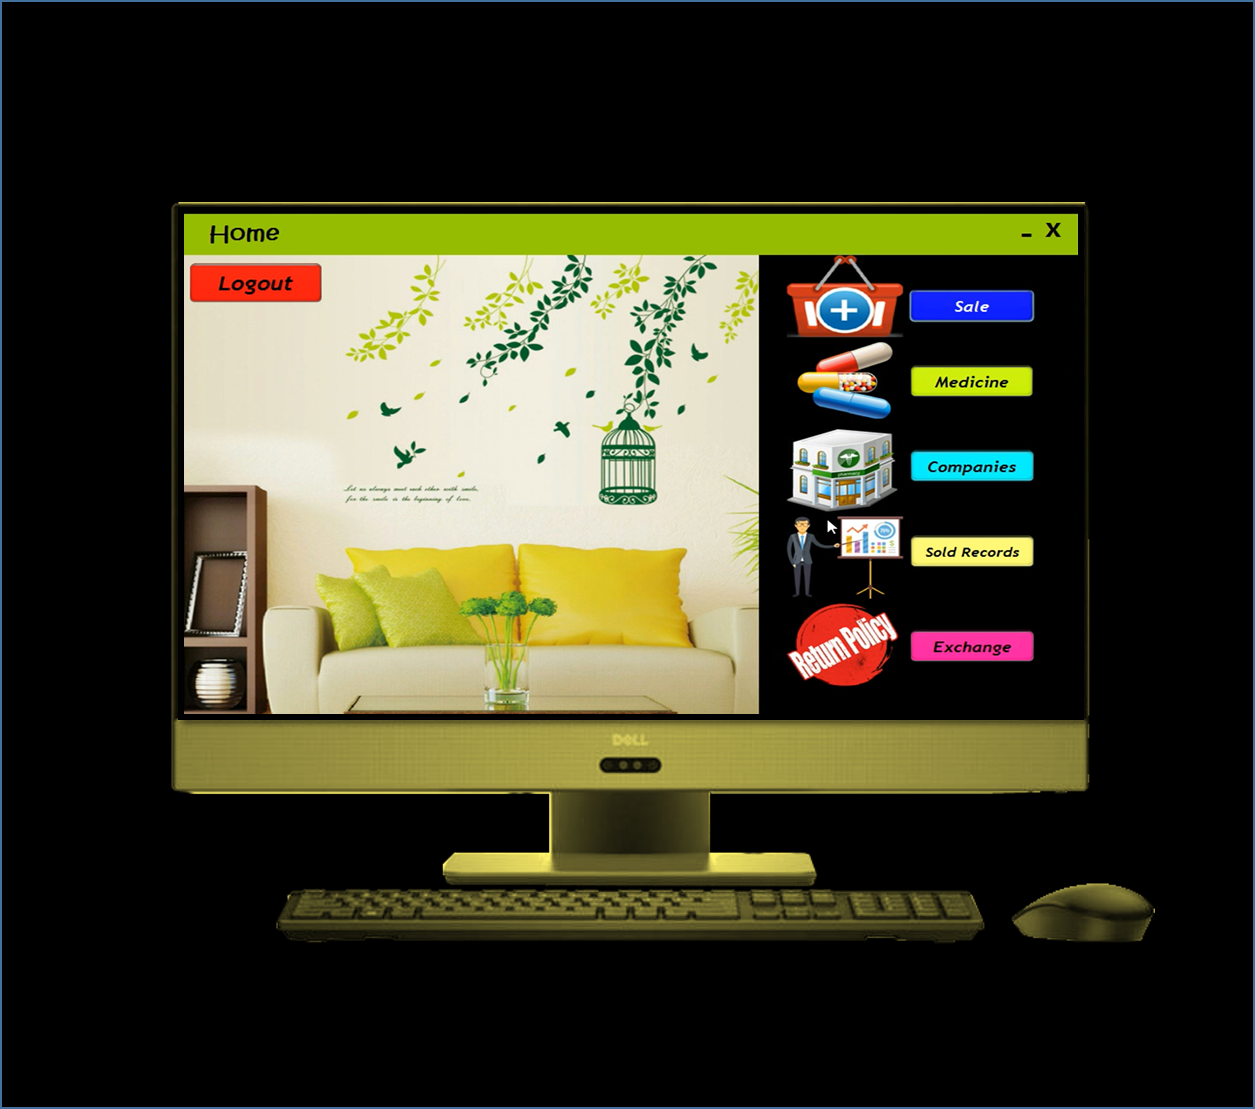 Home
- X
Logout
Sale
Medicine
Companies
Sold Records
Return Policy
Exchange
Let us always meet each other with smile,
for the smile is the beginning of love.
DELL